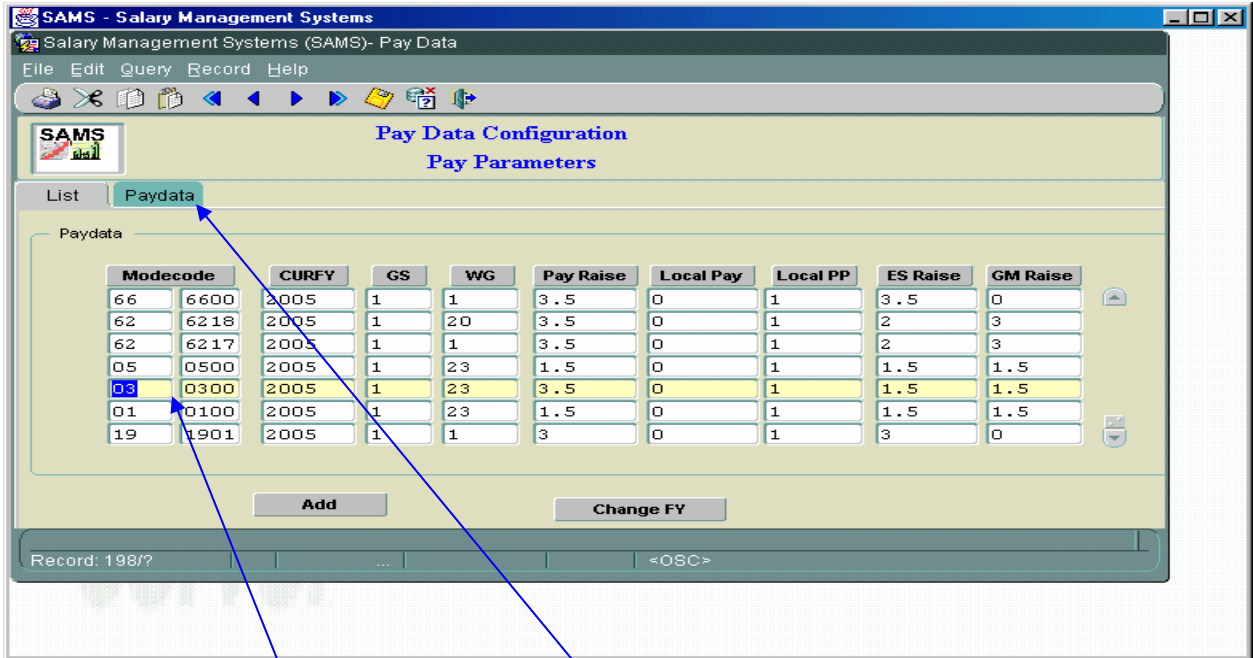 SAMS - Salary Management Systems
Salary Management Systems (SAMS)- Pay Data
File Edit Query Record Help
SAMS
Pay Data Configuration
Pay Parameters
List Paydata
Paydata
Modecode CURFY GS WG Pay Raise Local Pay Local PP ES Raise GM Raise
66 6600 2005 1 1 3.5 0 1 3.5 0
62 6218 2005 1 20 3.5 0 1 2 3
62 6217 2005 1 1 3.5 0 1 2 3
05 0500 2005 1 23 1.5 0 1 1.5 1.5
03 0300 2005 1 23 3.5 0 1 1.5 1.5
01 0100 2005 1 23 1.5 0 1 1.5 1.5
19 1901 2005 1 1 3 0 1 3 0
Add Change FY
Record: 198/? ... <OSC>